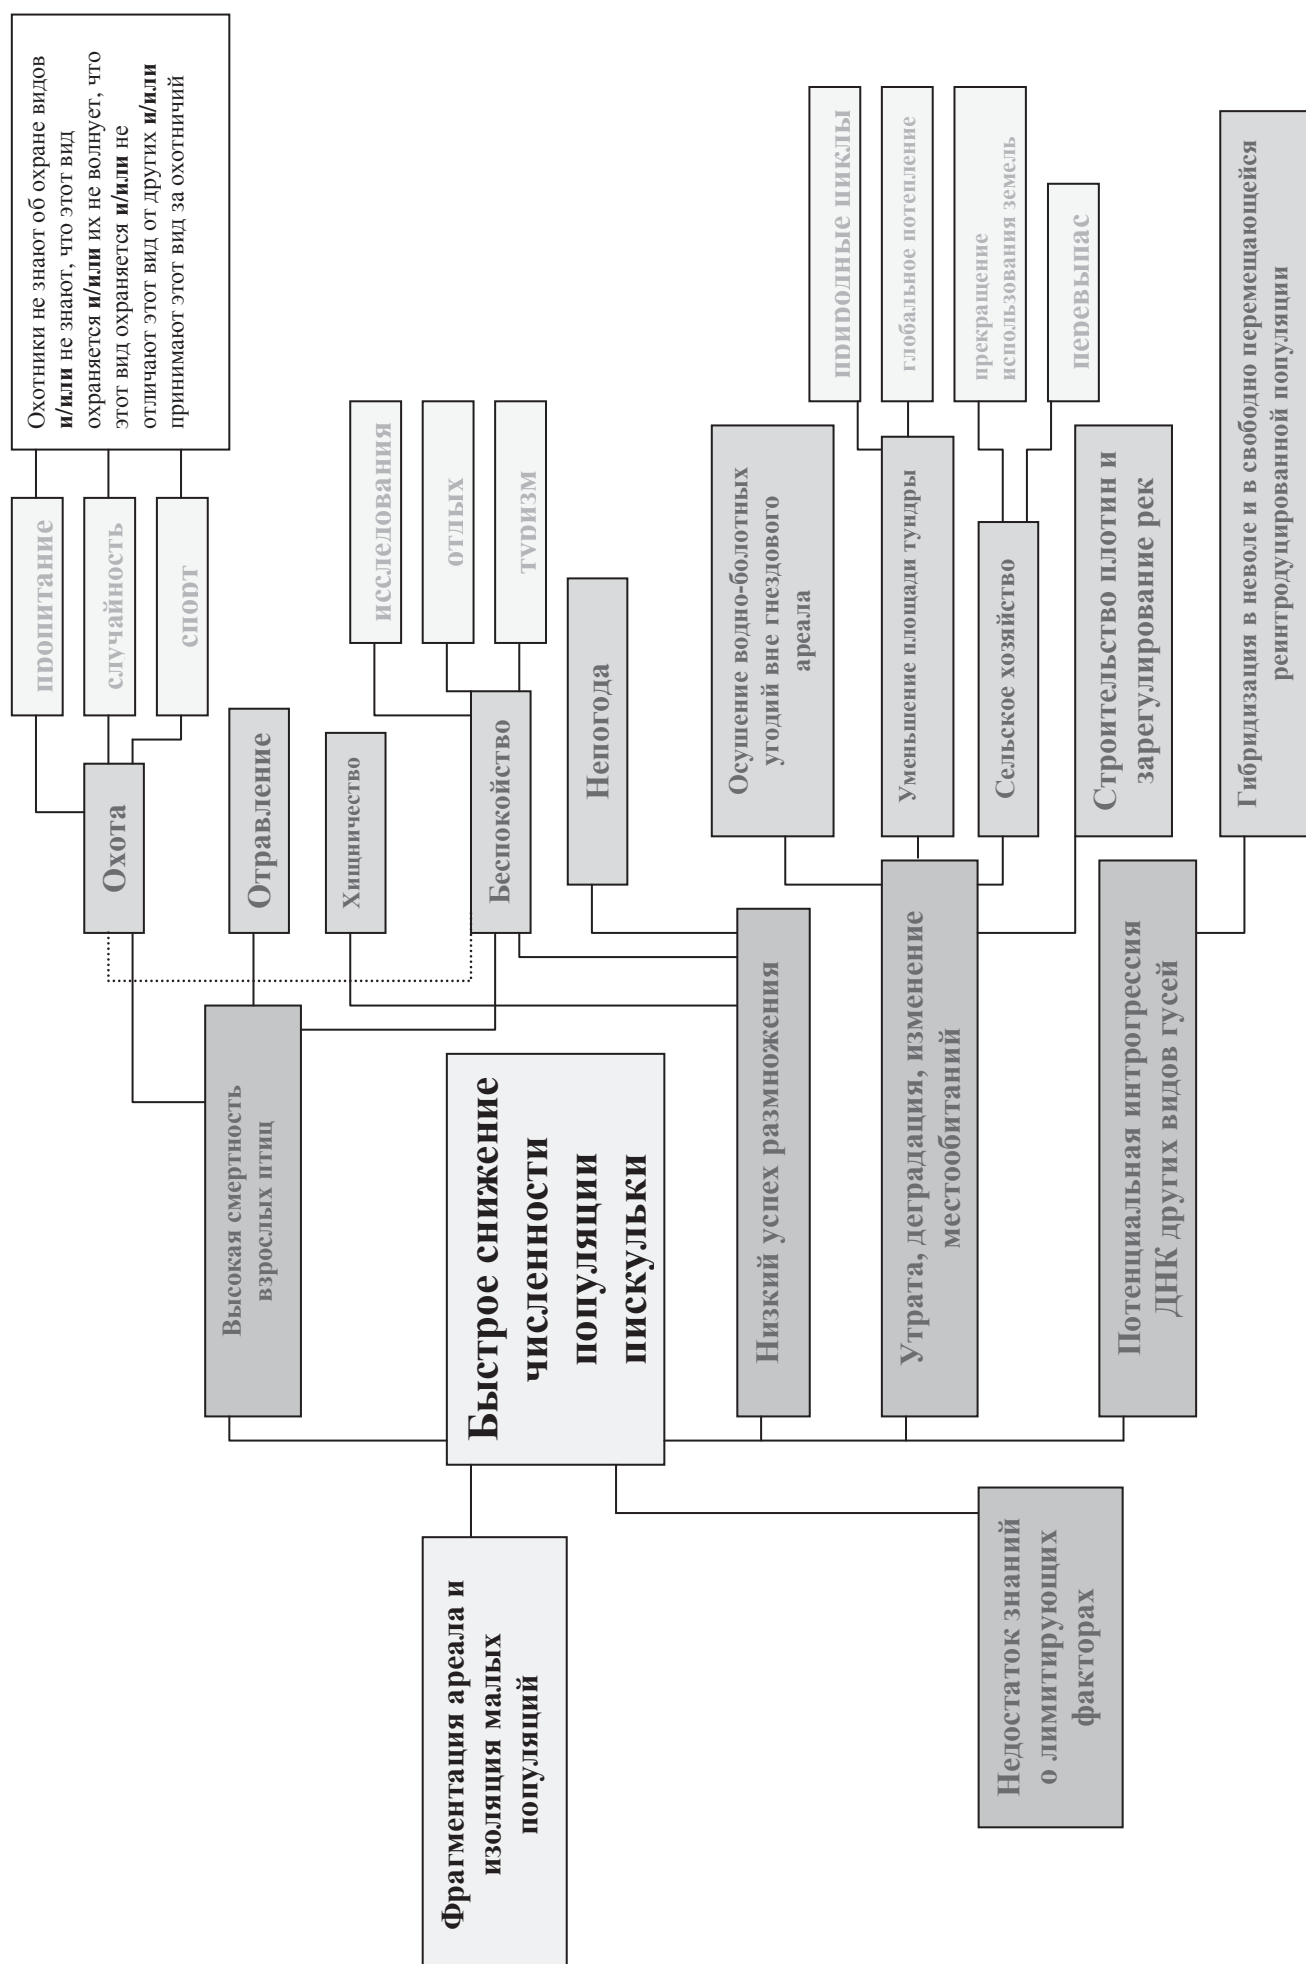 Фрагментация ареала и
изоляция малых
популяций
Быстрое снижение
численности
популяции
пискульки
Недостаток знаний
о лимитирующих
факторах
Высокая смертность
взрослых птиц
Охота
пропитание
случайность
спорт
Охотники не знают об охране видов
и/или не знают, что этот вид
охраняется и/или их не волнует, что
этот вид охраняется и/или не
отличают этот вид от других и/или
принимают этот вид за охотничий
Отравление
Хищничество
Беспокойство
исследования
отдых
туризм
Непогода
Низкий успех размножения
Утрата, деградация, изменение
местообитаний
Осушение водно-болотных
угодий вне гнездового
ареала
Уменьшение площади тундры
природные циклы
глобальное потепление
Сельское хозяйство
прекращение
использования земель
перевыпас
Строительство плотин и
зарегулирование рек
Потенциальная интрогрессия
ДНК других видов гусей
Гибридизация в неволе и в свободно перемещающейся
реинтродуцированной популяции